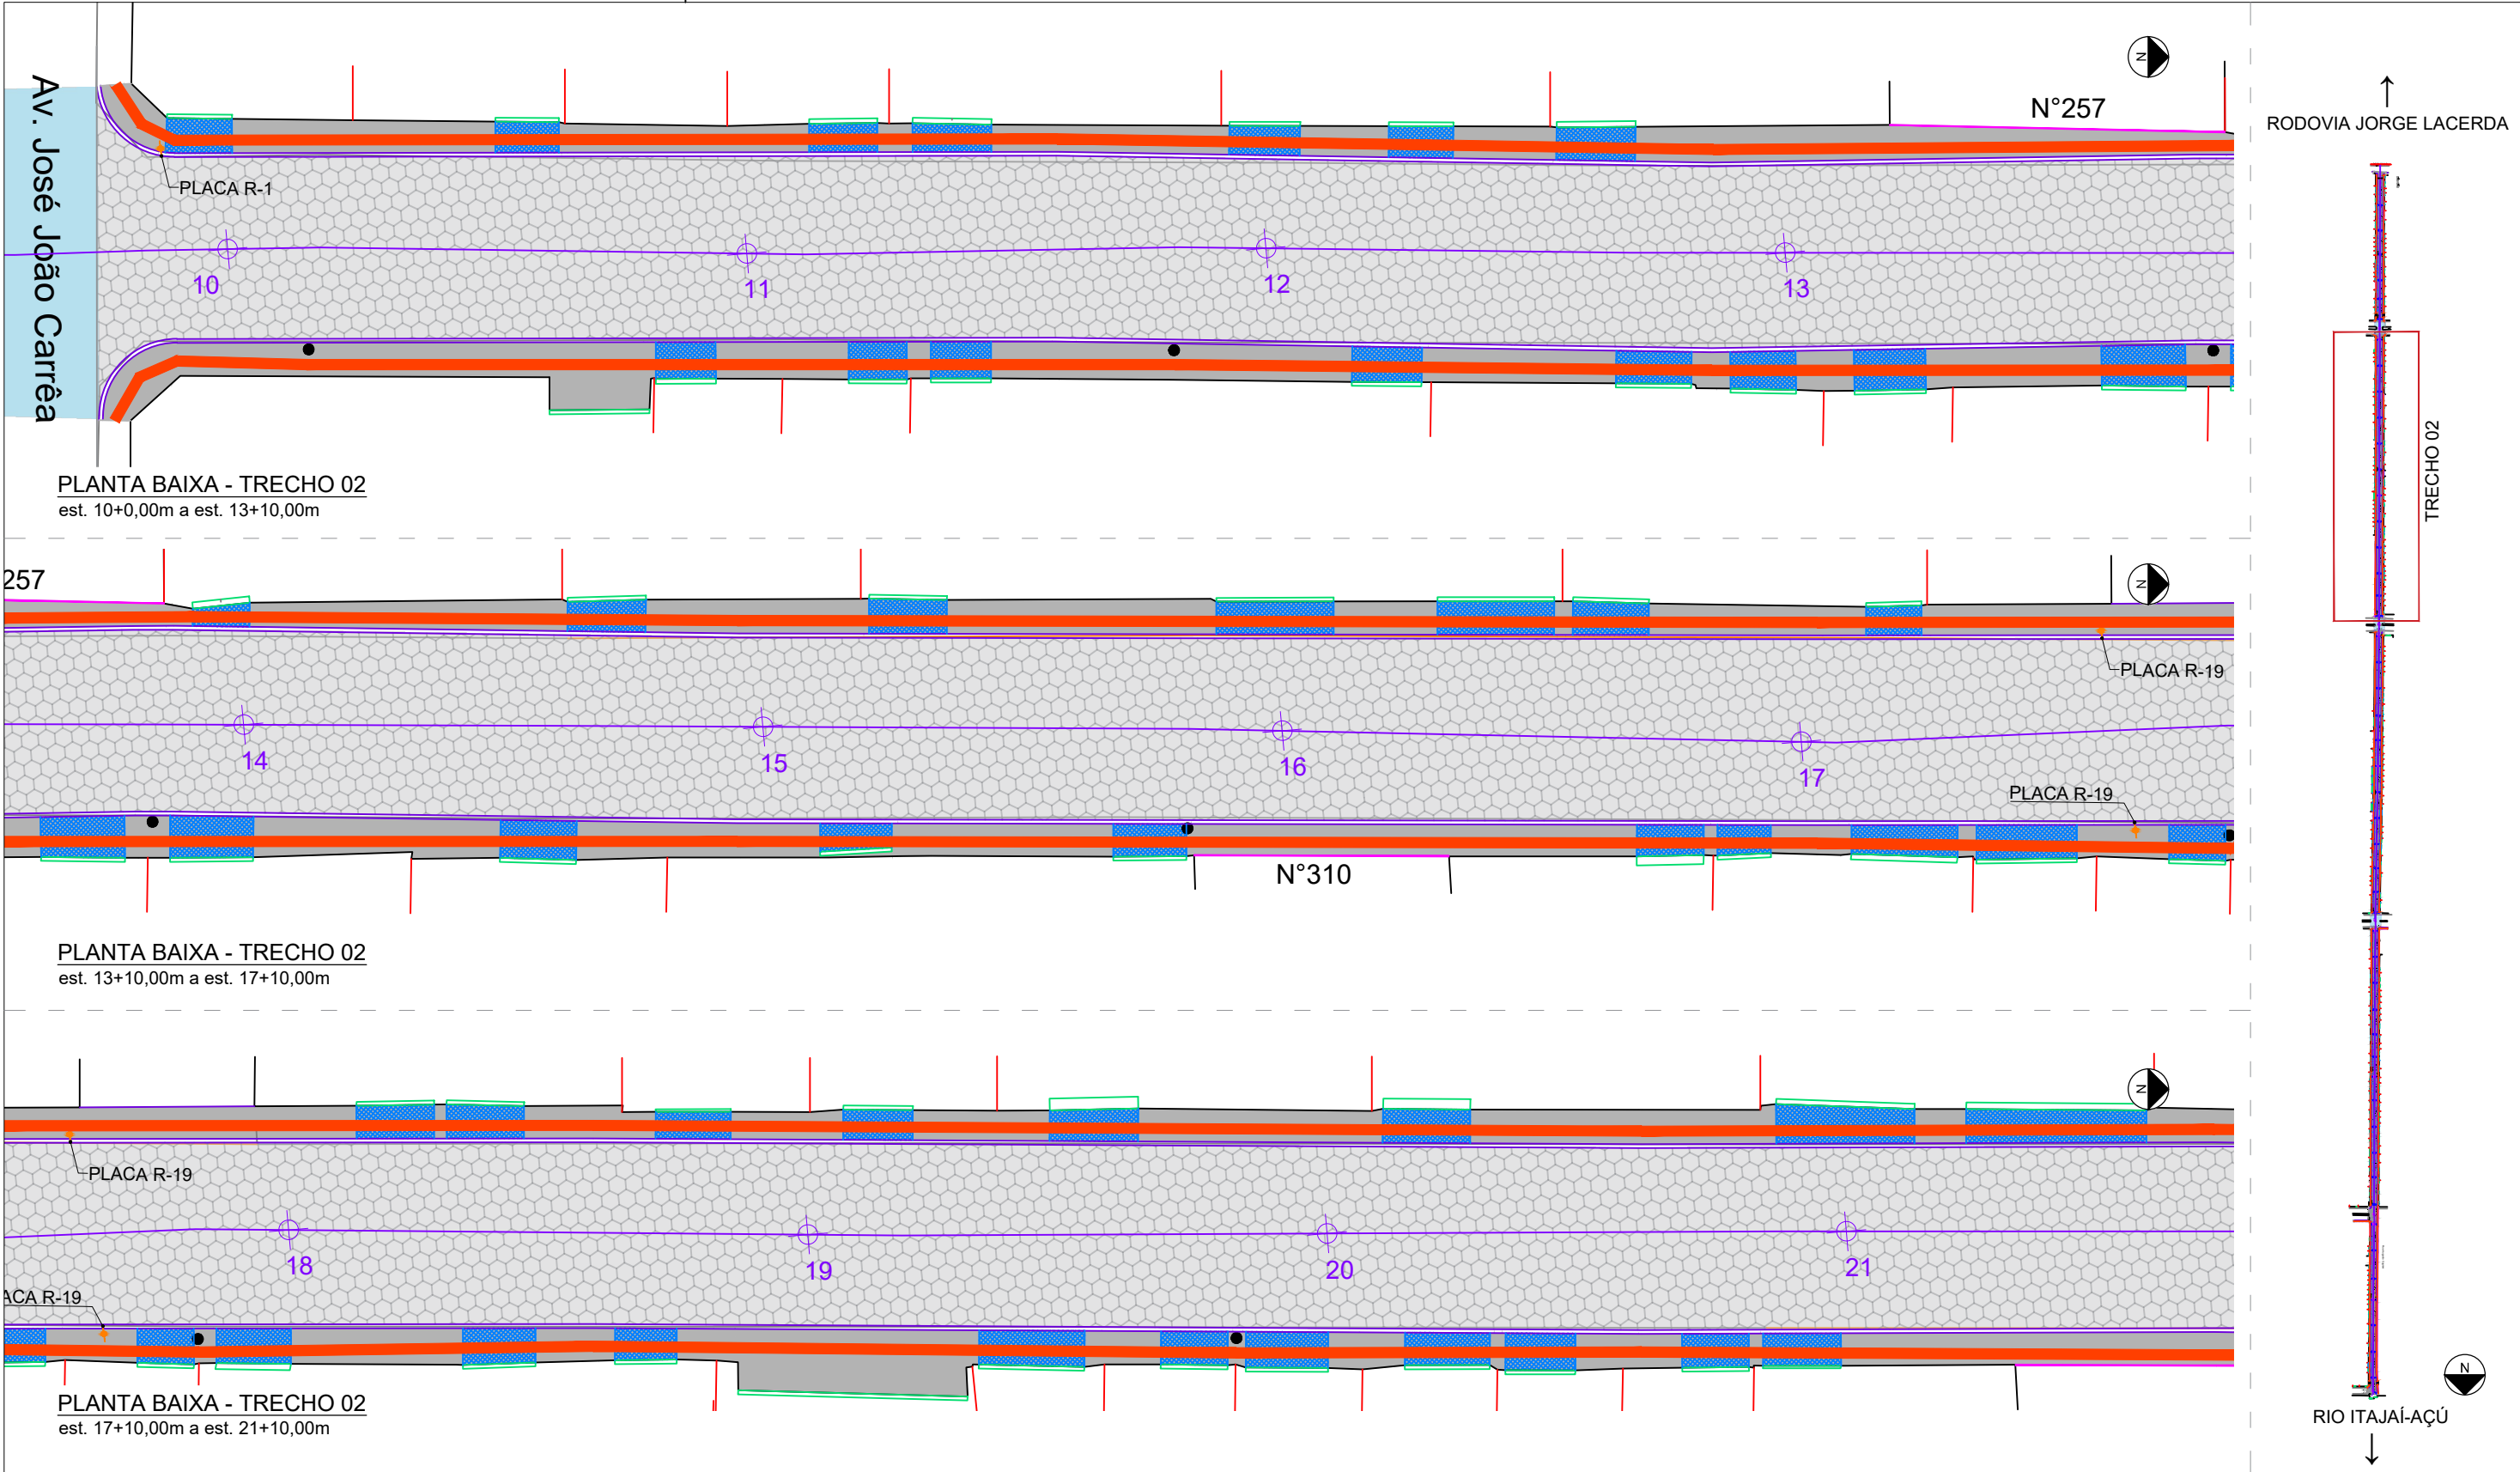 Av. José João Carrêa
N
N°257
PLACA R-1
10
11
12
13
PLANTA BAIXA - TRECHO 02
est. 10+0,00m a est. 13+10,00m
257
N
PLACA R-19
14
15
16
17
PLACA R-19
N°310
PLANTA BAIXA - TRECHO 02
est. 13+10,00m a est. 17+10,00m
N
PLACA R-19
18
19
20
21
ACA R-19
PLANTA BAIXA - TRECHO 02
est. 17+10,00m a est. 21+10,00m
RODOVIA JORGE LACERDA
TRECHO 02
N
RIO ITAJAÍ-AÇÚ